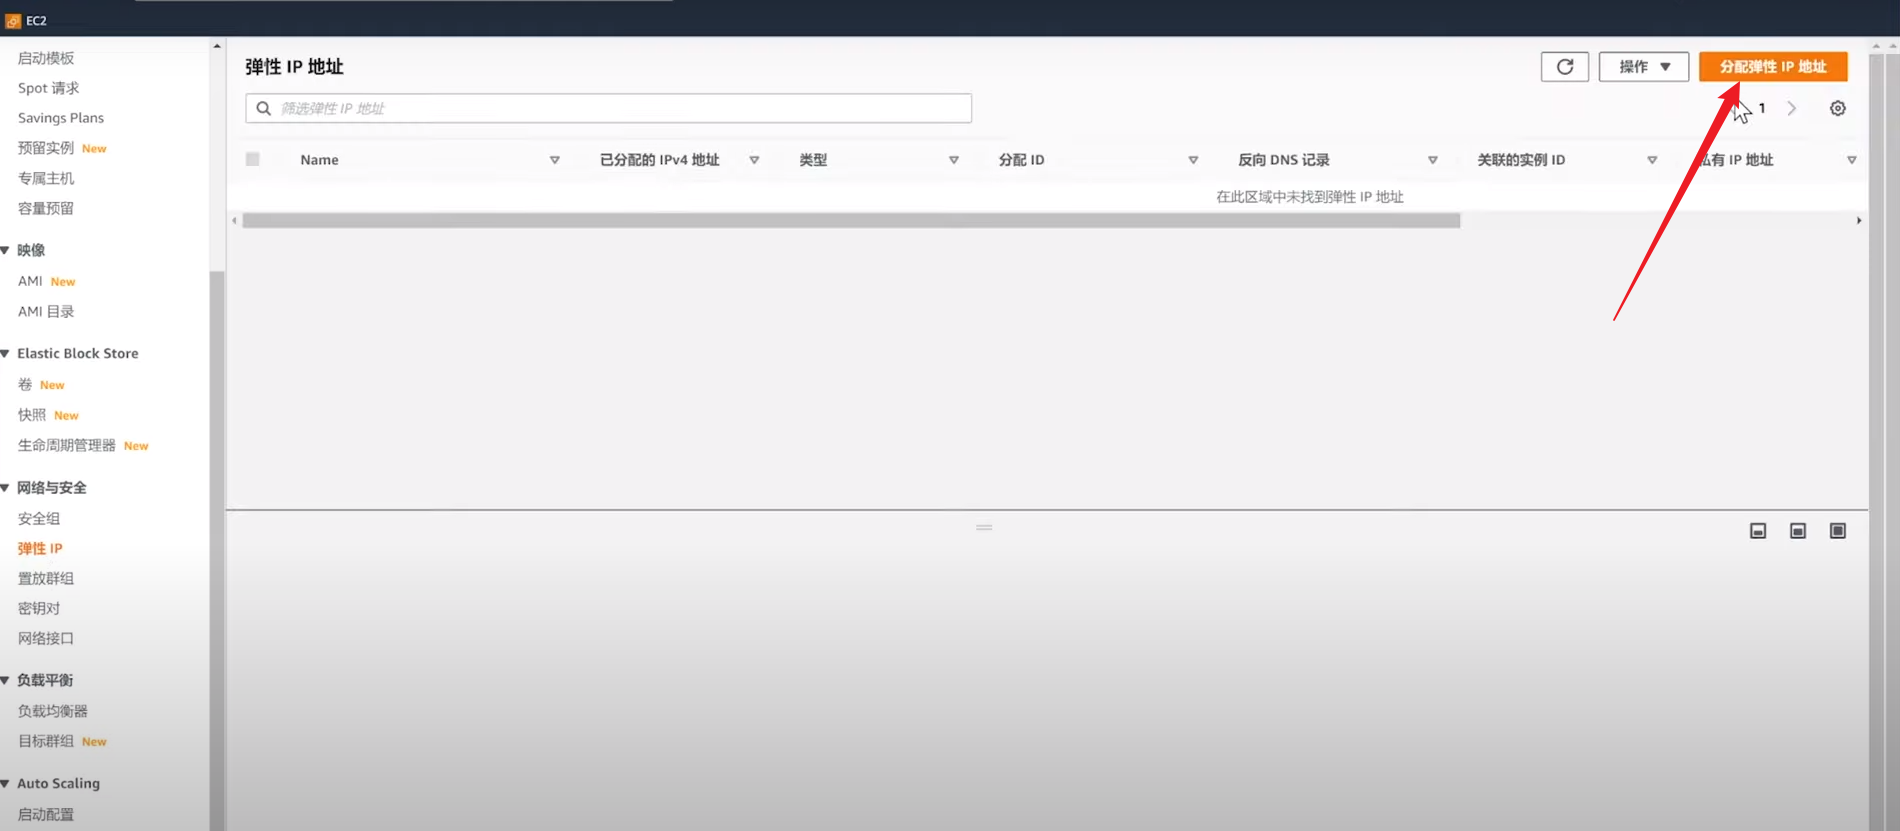 EC2
启动模板
Spot 请求
Savings Plans
预留实例 New
专属主机
容量预留
映像
AMI New
AMI 目录
Elastic Block Store
卷 New
快照 New
生命周期管理器 New
网络与安全
安全组
弹性 IP
置放群组
密钥对
网络接口
负载平衡
负载均衡器
目标群组 New
Auto Scaling
启动配置
弹性 IP 地址
操作
分配弹性 IP 地址
筛选弹性 IP 地址
1
Name 已分配的 IPv4 地址 类型 分配 ID 反向 DNS 记录 关联的实例 ID 私有 IP 地址
在此区域中未找到弹性 IP 地址